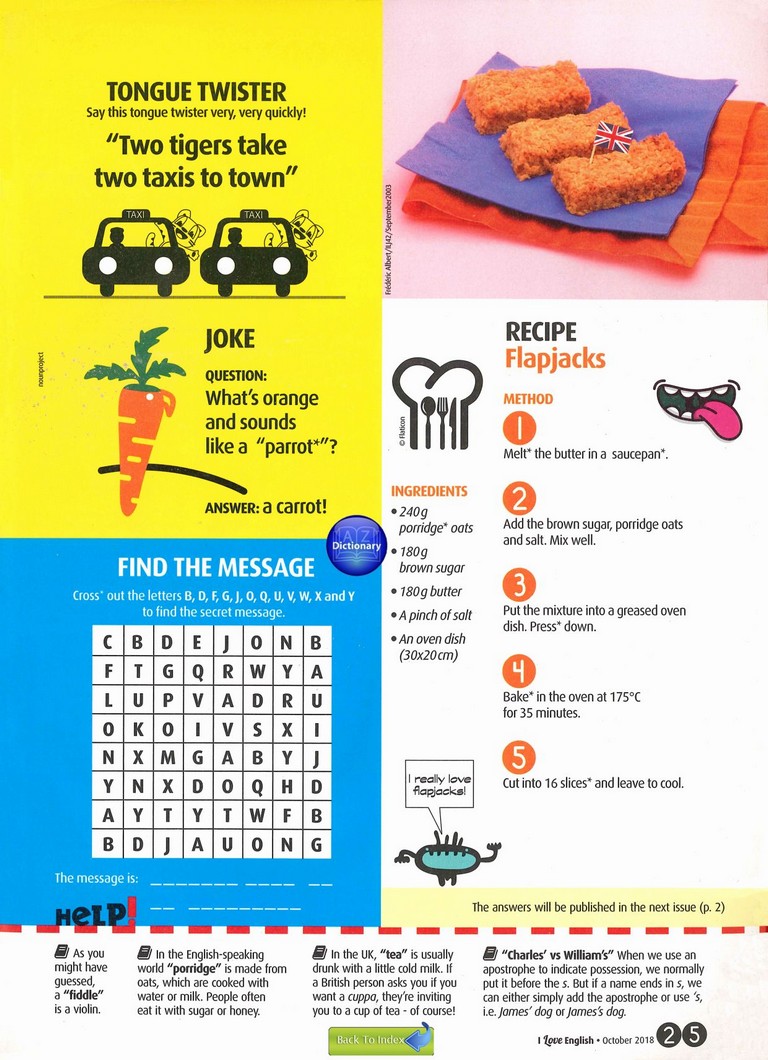 TONGUE TWISTER
Say this tongue twister very, very quickly!
“Two tigers take
two taxis to town”
TAXI
TAXI
Frédéric Albert/ILJ42/September2003
nounproject
JOKE
QUESTION:
What’s orange
and sounds
like a “parrot*”?
ANSWER: a carrot!
A Z
Dictionary
FIND THE MESSAGE
Cross* out the letters B, D, F, G, J, O, Q, U, V, W, X and Y
to find the secret message.
C B D E J O N B
F T G Q R W Y A
L U P V A D R U
O K O I V S X I
N X M G A B Y J
Y N X D O Q H D
A Y T Y T W F B
B D J A U O N G
The message is:
RECIPE
Flapjacks
© Flaticon
INGREDIENTS
• 240g
porridge* oats
• 180g
brown sugar
• 180g butter
• A pinch of salt
• An oven dish
(30x20cm)
METHOD
1
Melt* the butter in a saucepan*.
2
Add the brown sugar, porridge oats
and salt. Mix well.
3
Put the mixture into a greased oven
dish. Press* down.
4
Bake* in the oven at 175°C
for 35 minutes.
5
Cut into 16 slices* and leave to cool.
I really love
flapjacks!
The answers will be published in the next issue (p. 2)
HELP!
As you
might have
guessed,
a “fiddle”
is a violin.
In the English-speaking
world “porridge” is made from
oats, which are cooked with
water or milk. People often
eat it with sugar or honey.
In the UK, “tea” is usually
drunk with a little cold milk. If
a British person asks you if you
want a cuppa, they’re inviting
you to a cup of tea - of course!
“Charles’ vs William’s” When we use an
apostrophe to indicate possession, we normally
put it before the s. But if a name ends in s, we
can either simply add the apostrophe or use ’s,
i.e. James’ dog or James’s dog.
Back To Index
I Love English • October 2018 25